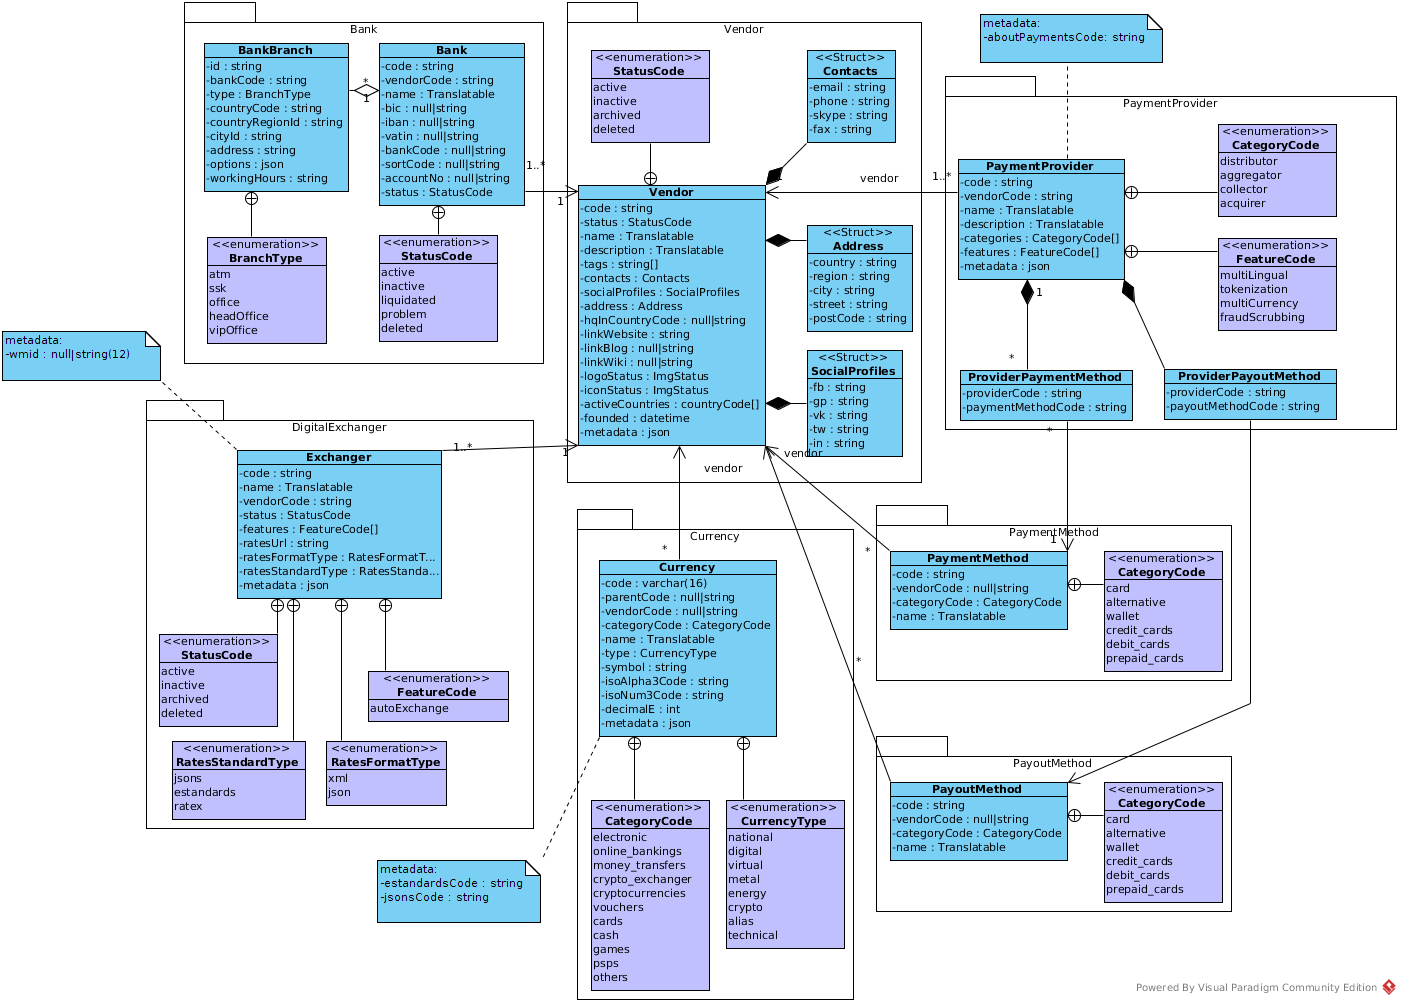 Bank
BankBranch
-id : string
-bankCode : string
-type : BranchType
-countryCode : string
-countryRegionId : string
-cityId : string
-address : string
-options : json
-workingHours : string
*
1
Bank
-code : string
-vendorCode : string
-name : Translatable
-bic : null|string
-iban : null|string
-vatin : null|string
-bankCode : null|string
-sortCode : null|string
-accountNo : null|string
-status : StatusCode
1..*
1
<<enumeration>>
BranchType
atm
ssk
office
headOffice
vipOffice
<<enumeration>>
StatusCode
active
inactive
liquidated
problem
deleted
Vendor
<<enumeration>>
StatusCode
active
inactive
archived
deleted
<<Struct>>
Contacts
-email : string
-phone : string
-skype : string
-fax : string
Vendor
-code : string
-status : StatusCode
-name : Translatable
-description : Translatable
-tags : string[]
-contacts : Contacts
-socialProfiles : SocialProfiles
-address : Address
-hqInCountryCode : null|string
-linkWebsite : string
-linkBlog : null|string
-linkWiki : null|string
-logoStatus : ImgStatus
-iconStatus : ImgStatus
-activeCountries : countryCode[]
-founded : datetime
-metadata : json
<<Struct>>
Address
-country : string
-region : string
-city : string
-street : string
-postCode : string
<<Struct>>
SocialProfiles
-fb : string
-gp : string
-vk : string
-tw : string
-in : string
vendor
1..*
metadata:
-aboutPaymentsCode: string
PaymentProvider
PaymentProvider
-code : string
-vendorCode : string
-name : Translatable
-description : Translatable
-categories : CategoryCode[]
-features : FeatureCode[]
-metadata : json
<<enumeration>>
CategoryCode
distributor
aggregator
collector
acquirer
<<enumeration>>
FeatureCode
multiLingual
tokenization
multiCurrency
fraudScrubbing
1
*
ProviderPaymentMethod
-providerCode : string
-paymentMethodCode : string
ProviderPayoutMethod
-providerCode : string
-payoutMethodCode : string
*
1
metadata:
-wmid : null|string(12)
DigitalExchanger
Exchanger
-code : string
-name : Translatable
-vendorCode : string
-status : StatusCode
-features : FeatureCode[]
-ratesUrl : string
-ratesFormatType : RatesFormatT...
-ratesStandardType : RatesStanda...
-metadata : json
1..*
1
<<enumeration>>
StatusCode
active
inactive
archived
deleted
<<enumeration>>
FeatureCode
autoExchange
<<enumeration>>
RatesStandardType
jsons
estandards
ratex
<<enumeration>>
RatesFormatType
xml
json
vendor
vendor
*
*
*
Currency
Currency
-code : varchar(16)
-parentCode : null|string
-vendorCode : null|string
-categoryCode : CategoryCode
-name : Translatable
-type : CurrencyType
-symbol : string
-isoAlpha3Code : string
-isoNum3Code : string
-decimalE : int
-metadata : json
<<enumeration>>
CategoryCode
electronic
online_bankings
money_transfers
crypto_exchanger
cryptocurrencies
vouchers
cards
cash
games
psps
others
<<enumeration>>
CurrencyType
national
digital
virtual
metal
energy
crypto
alias
technical
metadata:
-estandardsCode : string
-jsonsCode : string
PaymentMethod
PaymentMethod
-code : string
-vendorCode : null|string
-categoryCode : CategoryCode
-name : Translatable
<<enumeration>>
CategoryCode
card
alternative
wallet
credit_cards
debit_cards
prepaid_cards
PayoutMethod
PayoutMethod
-code : string
-vendorCode : null|string
-categoryCode : CategoryCode
-name : Translatable
<<enumeration>>
CategoryCode
card
alternative
wallet
credit_cards
debit_cards
prepaid_cards
Powered By Visual Paradigm Community Edition